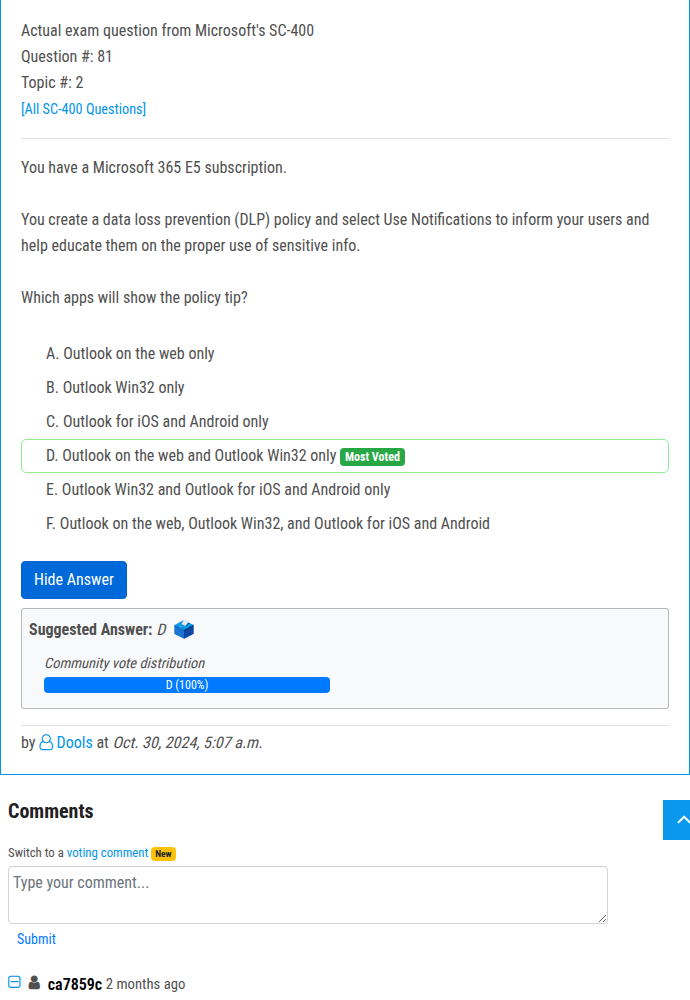 Actual exam question from Microsoft's SC-400
Question #: 81
Topic #: 2
[All SC-400 Questions]
You have a Microsoft 365 E5 subscription.
You create a data loss prevention (DLP) policy and select Use Notifications to inform your users and
help educate them on the proper use of sensitive info.
Which apps will show the policy tip?
A. Outlook on the web only
B. Outlook Win32 only
C. Outlook for iOS and Android only
D. Outlook on the web and Outlook Win32 only Most Voted
E. Outlook Win32 and Outlook for iOS and Android only
F. Outlook on the web, Outlook Win32, and Outlook for iOS and Android
Hide Answer
Suggested Answer: D
Community vote distribution
D (100%)
by Dools at Oct. 30, 2024, 5:07 a.m.
Comments
Switch to a voting comment New
Type your comment...
Submit
ca7859c 2 months ago